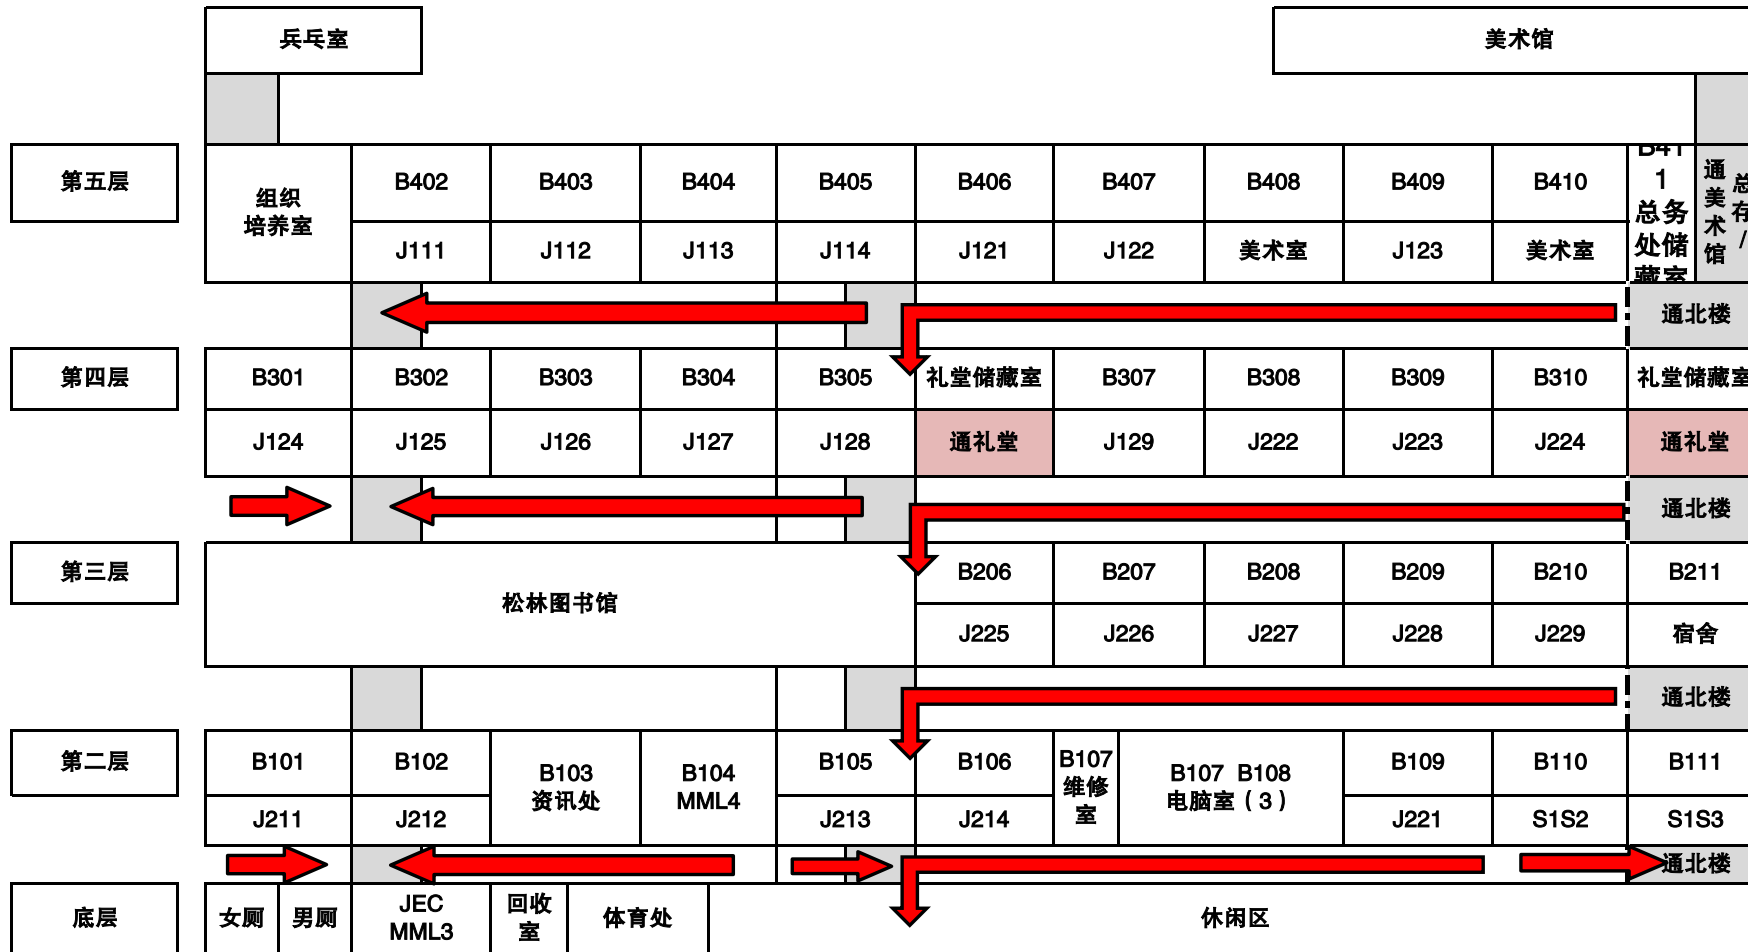 兵乓室
美术馆
第五层
组织
培养室
B402
B403
B404
B405
B406
B407
B408
B409
B410
B41
1
总务
处储
藏室
通
美
术
馆
总
存
/
J111
J112
J113
J114
J121
J122
美术室
J123
美术室
通北楼
第四层
B301
B302
B303
B304
B305
礼堂储藏室
B307
B308
B309
B310
礼堂储藏室
J124
J125
J126
J127
J128
通礼堂
J129
J222
J223
J224
通礼堂
通北楼
第三层
松林图书馆
B206
B207
B208
B209
B210
B211
J225
J226
J227
J228
J229
宿舍
通北楼
第二层
B101
B102
B103
资讯处
B104
MML4
B105
B106
B107
维修
室
B107 B108
电脑室（3）
B109
B110
B111
J211
J212
J213
J214
J221
S1S2
S1S3
通北楼
底层
女厕
男厕
JEC
MML3
回收
室
体育处
休闲区